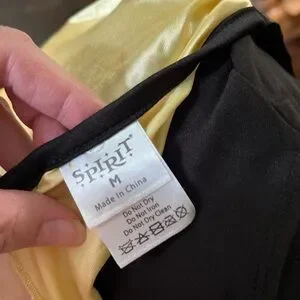 SPIRIT
M
Made in China
Do Not Dry
Do Not Iron
Do Not Dry Clean